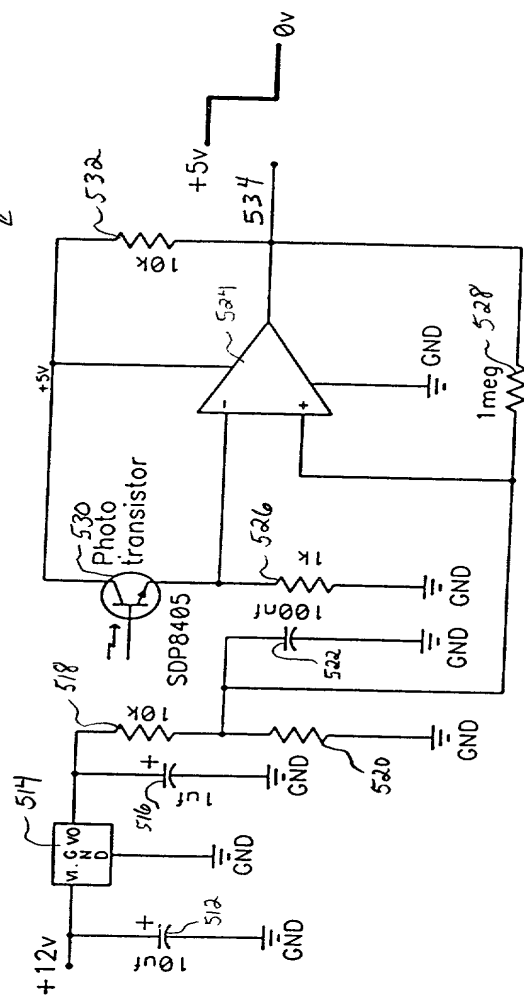 +12v
10uf
+
512
GND
514
VI. G VO
N
D
GND
+
516
1uf
GND
518
10k
520
GND
522
100nf
GND
SDP8405
530
Photo
transistor
526
1k
GND
+5v
-
+
524
GND
532
10k
1meg
528
534
+5v
0v